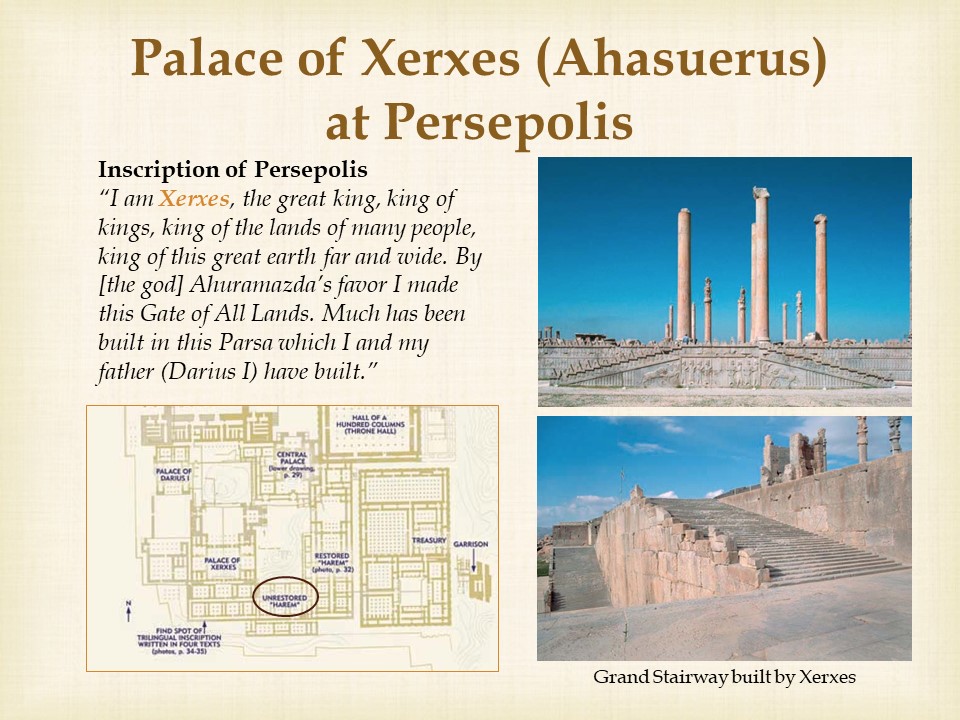 Palace of Xerxes (Ahasuerus)
at Persepolis
Inscription of Persepolis
“I am Xerxes, the great king, king of
kings, king of the lands of many people,
king of this great earth far and wide. By
[the god] Ahuramazda’s favor I made
this Gate of All Lands. Much has been
built in this Parsa which I and my
father (Darius I) have built.”
HALL OF A
HUNDRED COLUMNS
(THRONE HALL)
CENTRAL
PALACE
(lower drawing,
p. 29)
PALACE OF
DARIUS I
TREASURY
GARRISON
PALACE OF
XERXES
RESTORED
"HAREM"
(photo, p. 32)
UNRESTORED
"HAREM"
N
FIND SPOT OF
TRILINGUAL INSCRIPTION
WRITTEN IN FOUR TEXTS
(photos, p. 34-35)
Grand Stairway built by Xerxes